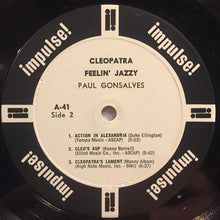 impulse!
impulse!
CLEOPATRA
FEELIN' JAZZY
PAUL GONSALVES
A-41
Side 2
1. ACTION IN ALEXANDRIA (Duke Ellington)
(Tempo Music - ASCAP) (5:03)
2. CLEO'S ASP (Kenny Burrell)
(Elliot Music Co., Inc. - ASCAP) (6:42)
3. CLEOPATRA'S LAMENT (Manny Albam)
(High Note Music, Inc. - BMI) (6:37)
impulse!
impulse!